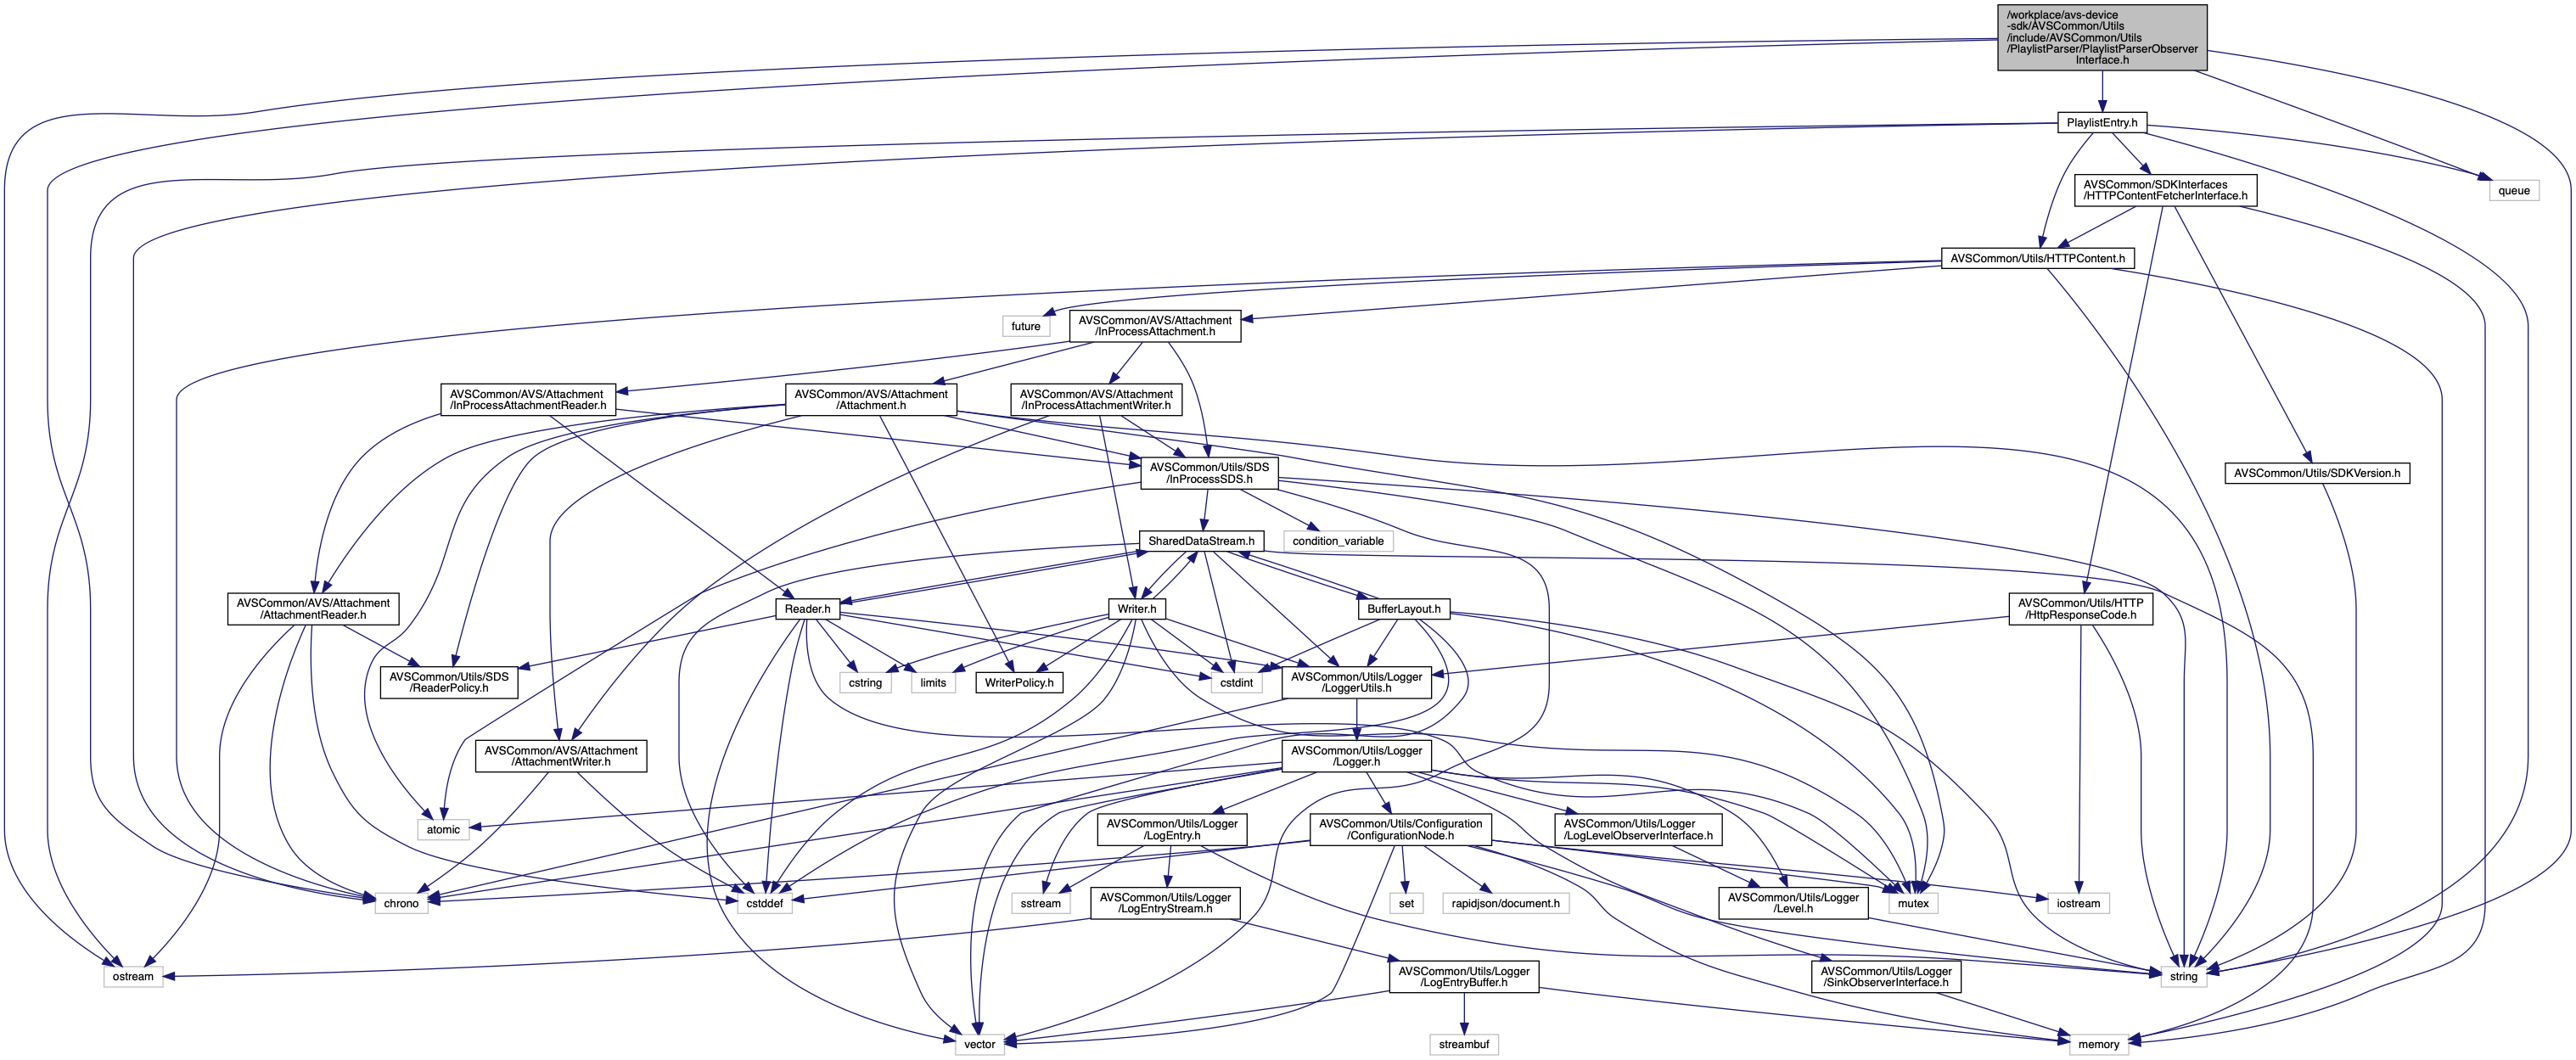 /workplace/avs-device
-sdk/AVSCommon/Utils
/include/AVSCommon/Utils
/PlaylistParser/PlaylistParserObserver
Interface.h
PlaylistEntry.h
AVSCommon/SDKInterfaces
/HTTPContentFetcherInterface.h
queue
AVSCommon/Utils/HTTPContent.h
future
AVSCommon/AVS/Attachment
/InProcessAttachment.h
AVSCommon/AVS/Attachment
/InProcessAttachmentReader.h
AVSCommon/AVS/Attachment
/Attachment.h
AVSCommon/AVS/Attachment
/InProcessAttachmentWriter.h
AVSCommon/Utils/SDS
/InProcessSDS.h
AVSCommon/Utils/SDKVersion.h
SharedDataStream.h
condition_variable
AVSCommon/AVS/Attachment
/AttachmentReader.h
Reader.h
Writer.h
BufferLayout.h
AVSCommon/Utils/HTTP
/HttpResponseCode.h
AVSCommon/Utils/SDS
/ReaderPolicy.h
cstring
limits
WriterPolicy.h
cstdint
AVSCommon/Utils/Logger
/LoggerUtils.h
AVSCommon/AVS/Attachment
/AttachmentWriter.h
AVSCommon/Utils/Logger
/Logger.h
atomic
AVSCommon/Utils/Logger
/LogEntry.h
AVSCommon/Utils/Configuration
/ConfigurationNode.h
AVSCommon/Utils/Logger
/LogLevelObserverInterface.h
chrono
cstddef
sstream
AVSCommon/Utils/Logger
/LogEntryStream.h
set
rapidjson/document.h
AVSCommon/Utils/Logger
/Level.h
mutex
iostream
ostream
AVSCommon/Utils/Logger
/LogEntryBuffer.h
AVSCommon/Utils/Logger
/SinkObserverInterface.h
string
vector
streambuf
memory